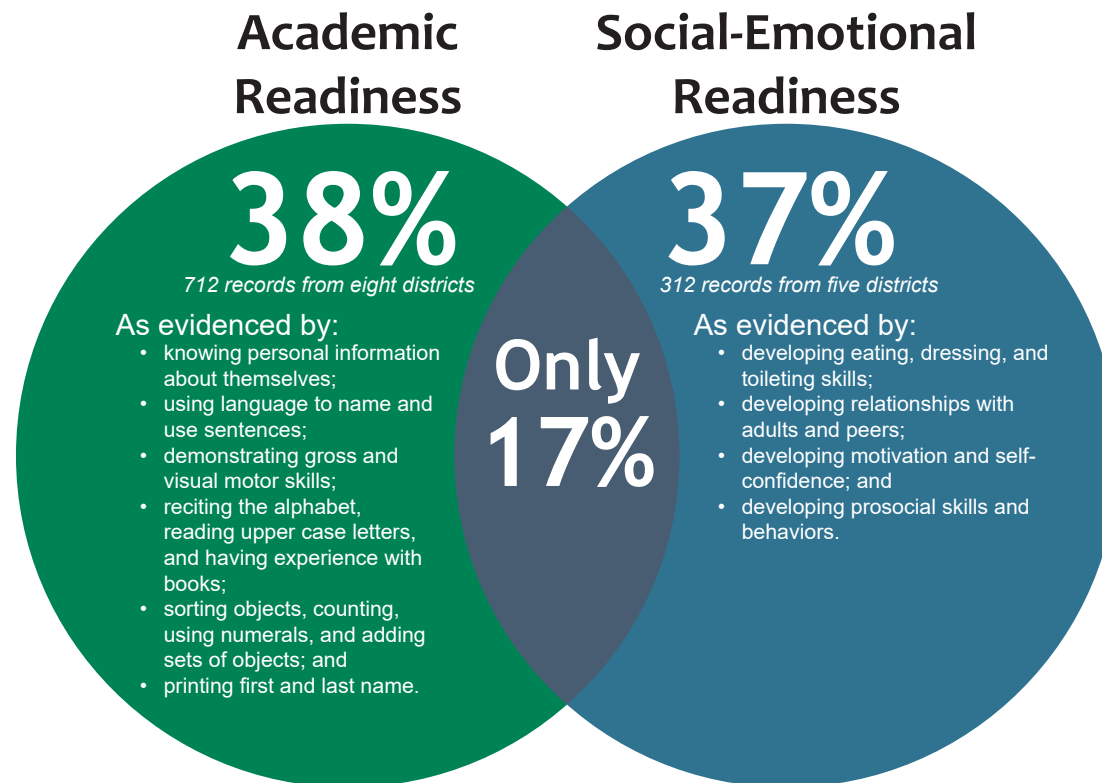 Academic
Readiness
Social-Emotional
Readiness
38%
712 records from eight districts
As evidenced by:
• knowing personal information
about themselves;
• using language to name and
use sentences;
• demonstrating gross and
visual motor skills;
• reciting the alphabet,
reading upper case letters,
and having experience with
books;
• sorting objects, counting,
using numerals, and adding
sets of objects; and
• printing first and last name.
Only
17%
37%
312 records from five districts
As evidenced by:
• developing eating, dressing, and
toileting skills;
• developing relationships with
adults and peers;
• developing motivation and self-
confidence; and
• developing prosocial skills and
behaviors.